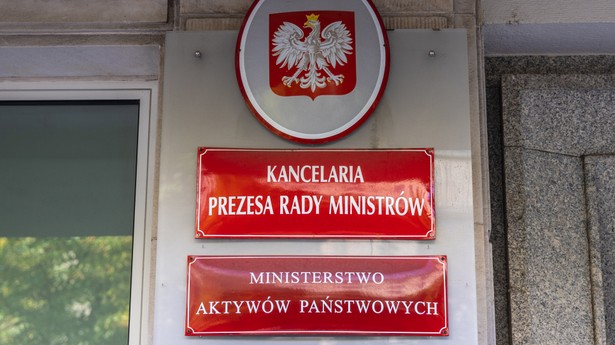 KANCELARIA
PREZESA RADY MINISTRÓW
MINISTERSTWO
AKTYWÓW PAŃSTWOWYCH